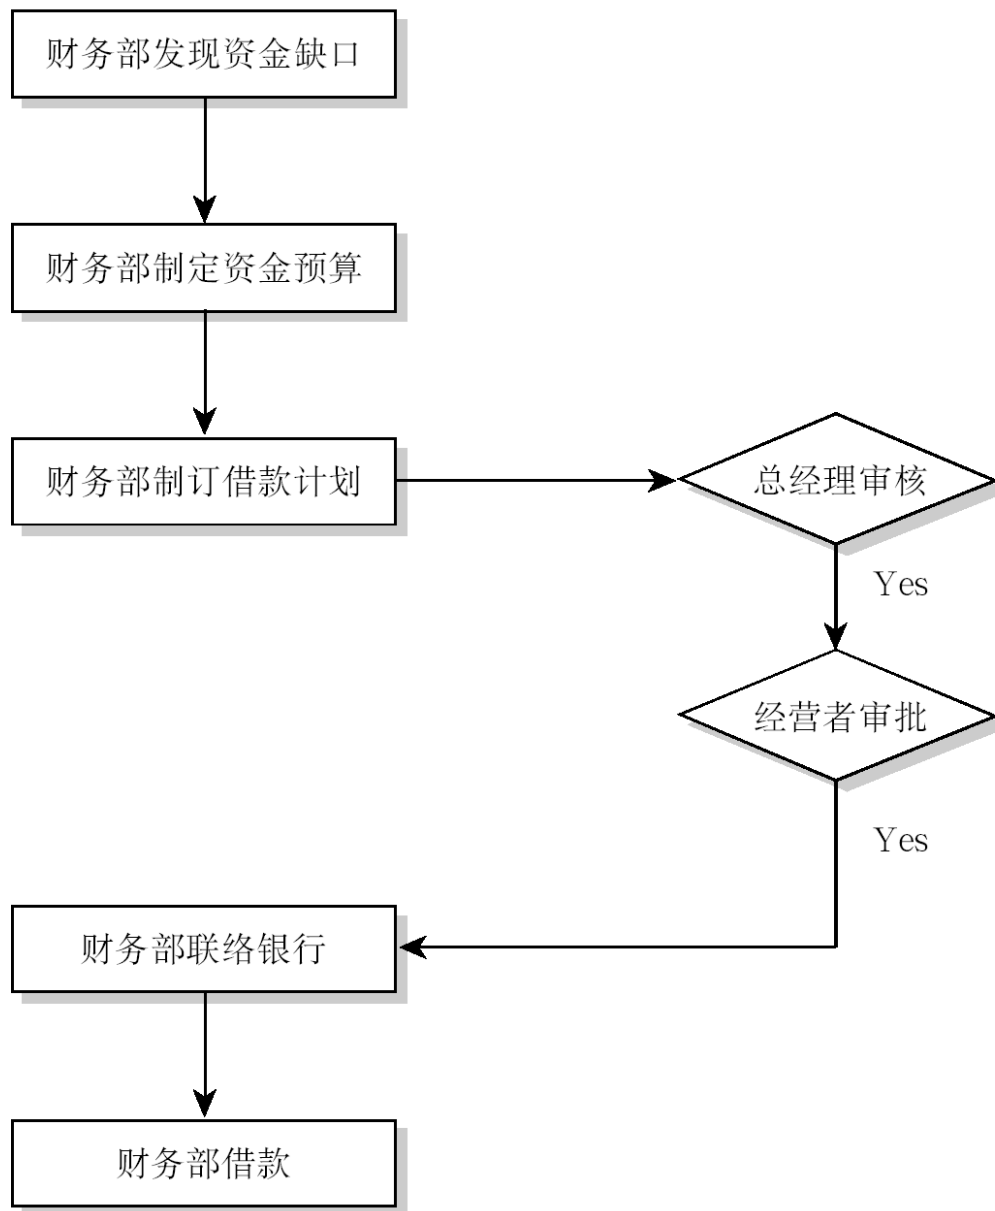 财务部发现资金缺口
财务部制定资金预算
财务部制订借款计划
总经理审核
Yes
经营者审批
Yes
财务部联络银行
财务部借款